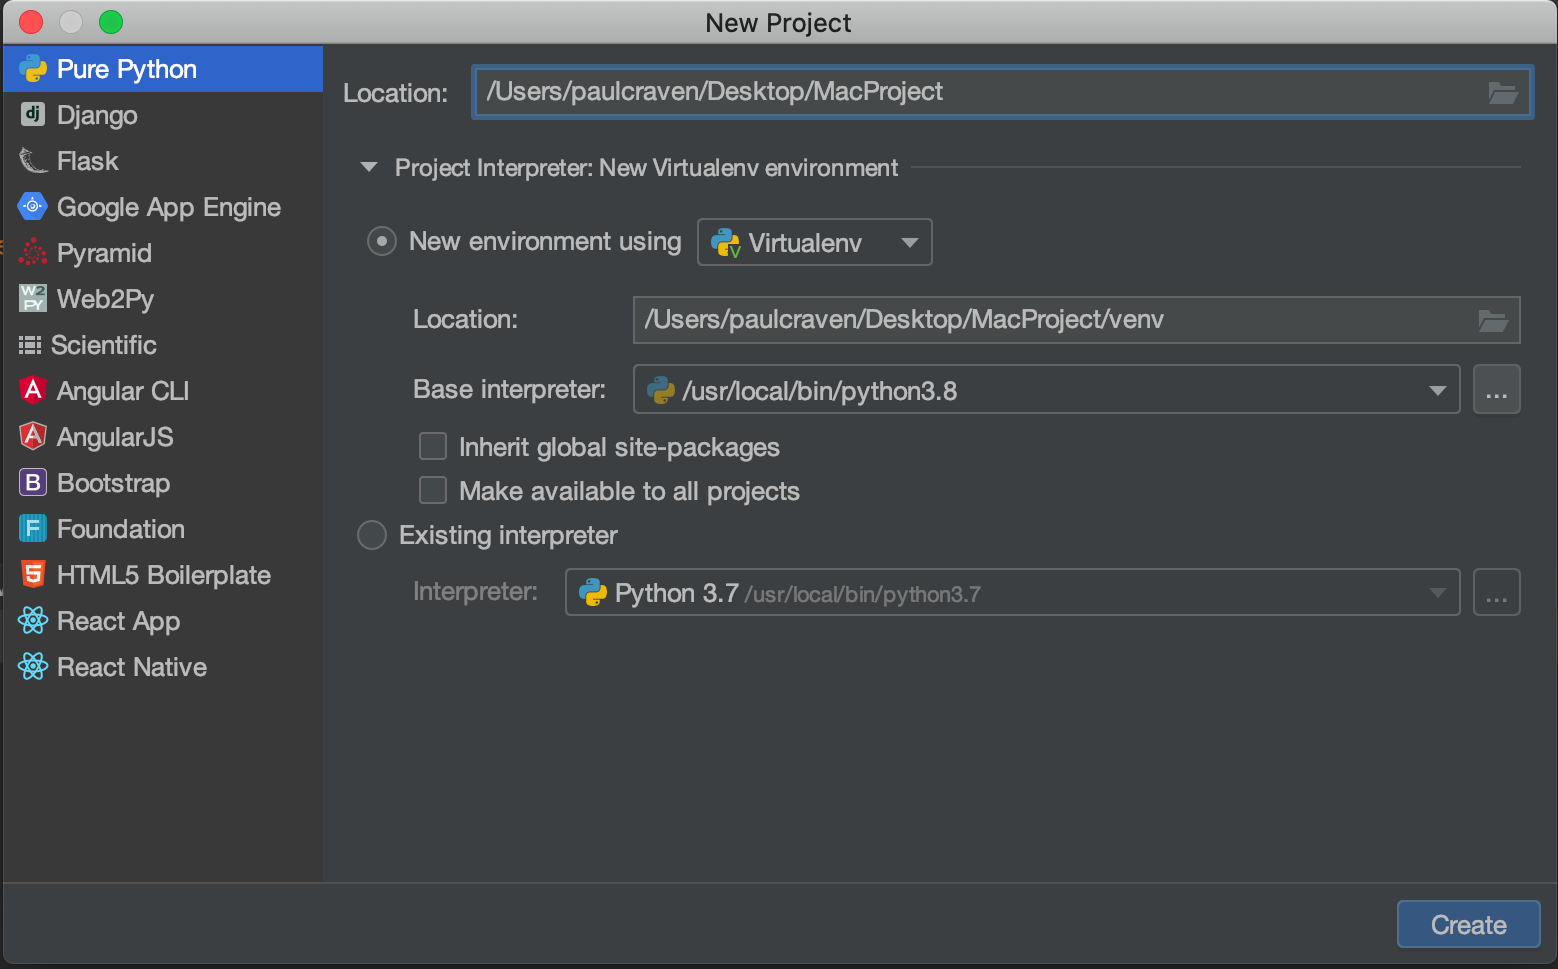 New Project
Pure Python
Django
Flask
Google App Engine
Pyramid
Web2Py
Scientific
Angular CLI
AngularJS
Bootstrap
Foundation
HTML5 Boilerplate
React App
React Native
Location: /Users/paulcraven/Desktop/MacProject
Project Interpreter: New Virtualenv environment
New environment using Virtualenv
Location: /Users/paulcraven/Desktop/MacProject/venv
Base interpreter: /usr/local/bin/python3.8 ...
Inherit global site-packages
Make available to all projects
Existing interpreter
Interpreter: Python 3.7 /usr/local/bin/python3.7 ...
Create